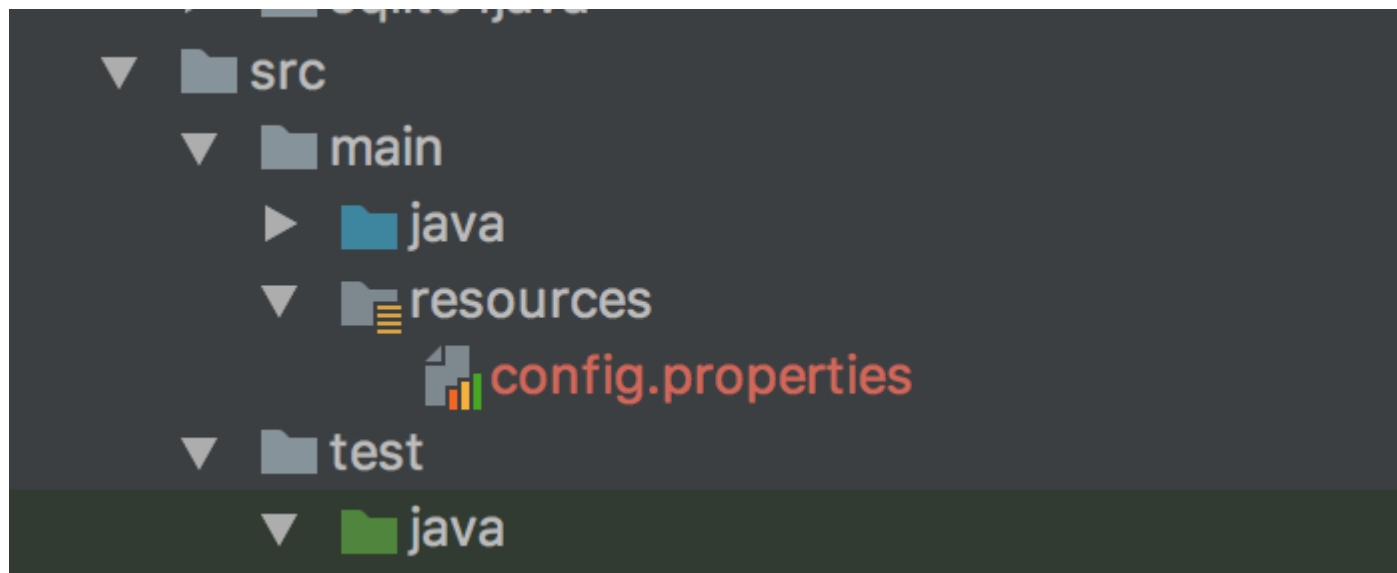 src
main
java
resources
config.properties
test
java